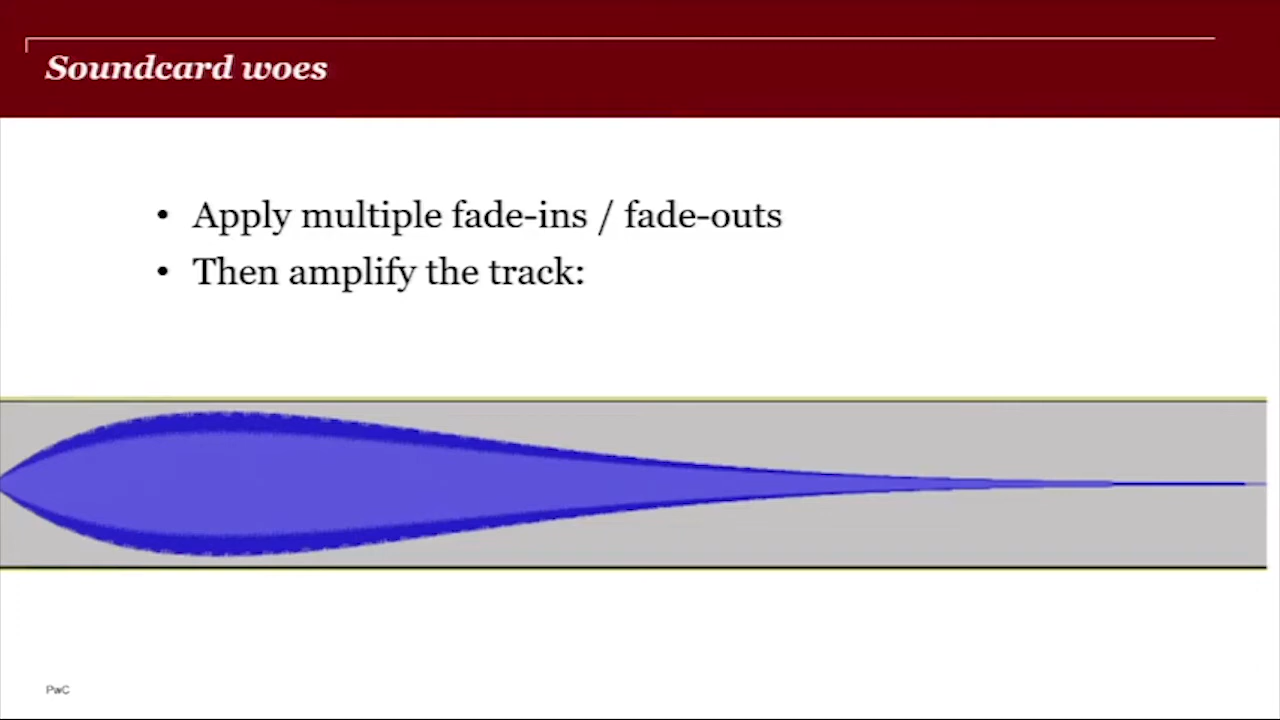 Soundcard woes
• Apply multiple fade-ins / fade-outs
• Then amplify the track:
PwC